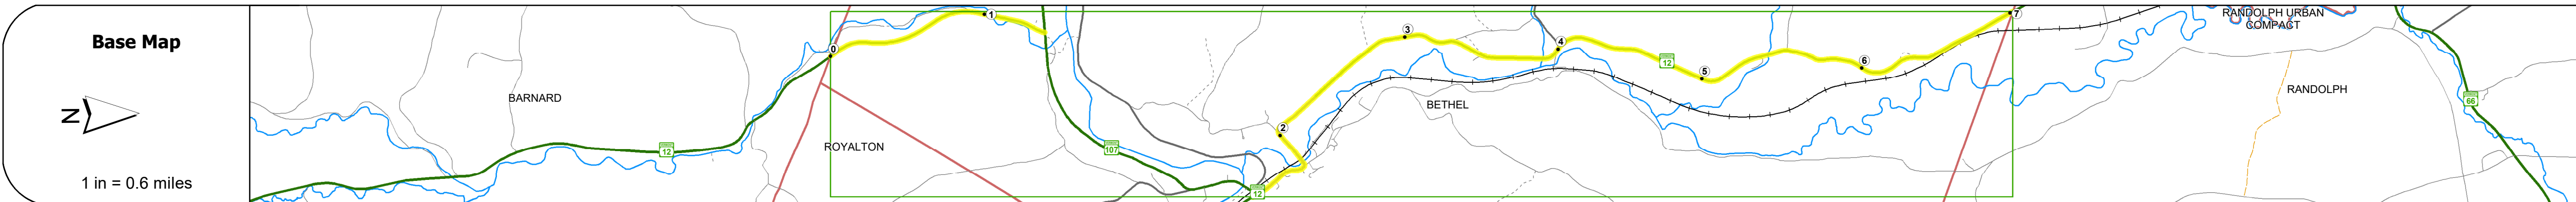 Base Map
N
1 in = 0.6 miles
BARNARD
12
0
ROYALTON
1
107
12
2
3
BETHEL
4
12
5
6
7
RANDOLPH URBAN
COMPACT
RANDOLPH
66